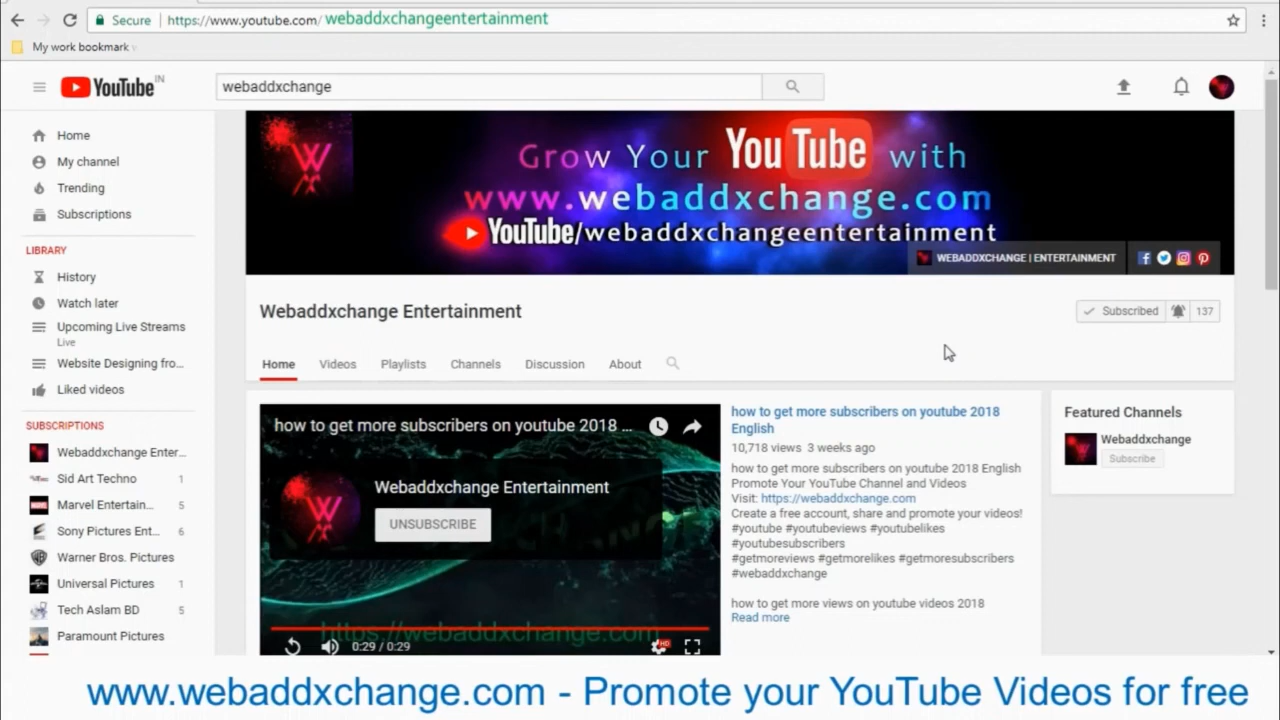 Secure https://www.youtube.com/webaddxchangeentertainment
My work bookmark
YouTube IN
webaddxchange
Grow Your YouTube with
www.webaddxchange.com
YouTube/webaddxchangeentertainment
WEBADDXCHANGE | ENTERTAINMENT
Home
My channel
Trending
Subscriptions
LIBRARY
History
Watch later
Upcoming Live Streams
Live
Website Designing fro...
Liked videos
SUBSCRIPTIONS
Webaddxchange Enter...
Sid Art Techno 1
Marvel Entertain... 5
Sony Pictures Ent... 6
Warner Bros. Pictures
Universal Pictures 1
Tech Aslam BD 5
Paramount Pictures
Webaddxchange Entertainment
Subscribed 137
Home Videos Playlists Channels Discussion About
how to get more subscribers on youtube 2018 ...
Webaddxchange Entertainment
UNSUBSCRIBE
https://webaddxchange.com
0:29 / 0:29
HD
how to get more subscribers on youtube 2018
English
10,718 views 3 weeks ago
how to get more subscribers on youtube 2018 English
Promote Your YouTube Channel and Videos
Visit: https://webaddxchange.com
Create a free account, share and promote your videos!
#youtube #youtubeviews #youtubelikes
#youtubesubscribers
#getmoreviews #getmorelikes #getmoresubscribers
#webaddxchange
how to get more views on youtube videos 2018
Read more
Featured Channels
Webaddxchange
Subscribe
www.webaddxchange.com - Promote your YouTube Videos for free